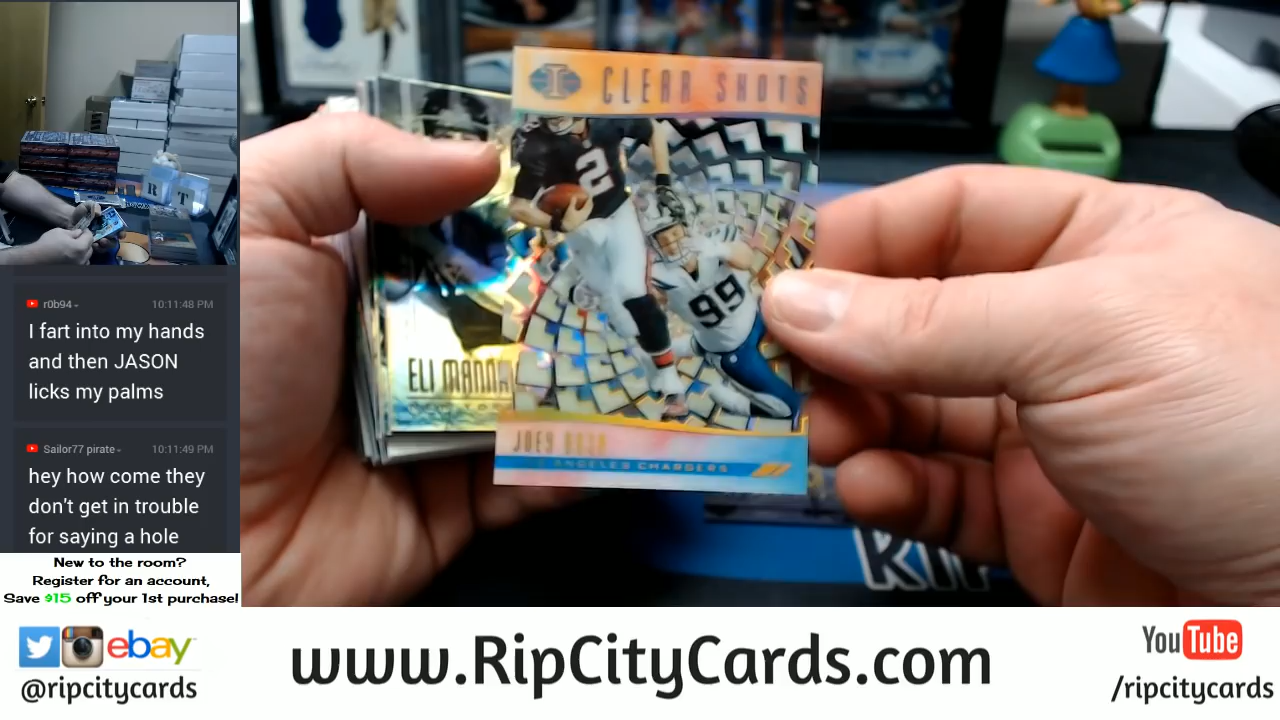 r0b94
10:11:48 PM
I fart into my hands
and then JASON
licks my palms
Sailor77 pirate
10:11:49 PM
hey how come they
don't get in trouble
for saying a hole
New to the room?
Register for an account,
Save $15 off your 1st purchase!
ebay
@ripcitycards
www.RipCityCards.com
YouTube
/ripcitycards
I CLEAR SHOTS
2
99
ELI MANN
JOEY BOSA
ANGELES CHARGERS
R T